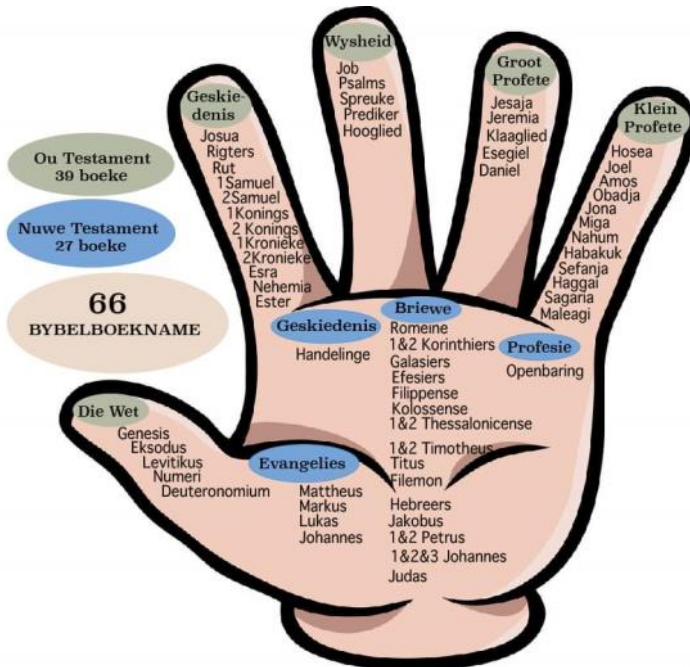 Ou Testament
39 boeke
Nuwe Testament
27 boeke
66
BYBELBOEKNAME
Die Wet
Genesis
Eksodus
Levitikus
Numeri
Deuteronomium
Geskie-
denis
Josua
Rigters
Rut
1Samuel
2Samuel
1Konings
2 Konings
1Kronieke
2Kronieke
Esra
Nehemia
Ester
Wysheid
Job
Psalms
Spreuke
Prediker
Hooglied
Groot
Profete
Jesaja
Jeremia
Klaaglied
Esegiel
Daniel
Klein
Profete
Hosea
Joel
Amos
Obadja
Jona
Miga
Nahum
Habakuk
Sefanja
Haggai
Sagaria
Maleagi
Evangelies
Mattheus
Markus
Lukas
Johannes
Geskiedenis
Handelinge
Briewe
Romeine
1&2 Korinthiers
Galasiers
Efesiers
Filippense
Kolossense
1&2 Thessalonicense
1&2 Timotheus
Titus
Filemon
Hebreers
Jakobus
1&2 Petrus
1&2&3 Johannes
Judas
Profesie
Openbaring